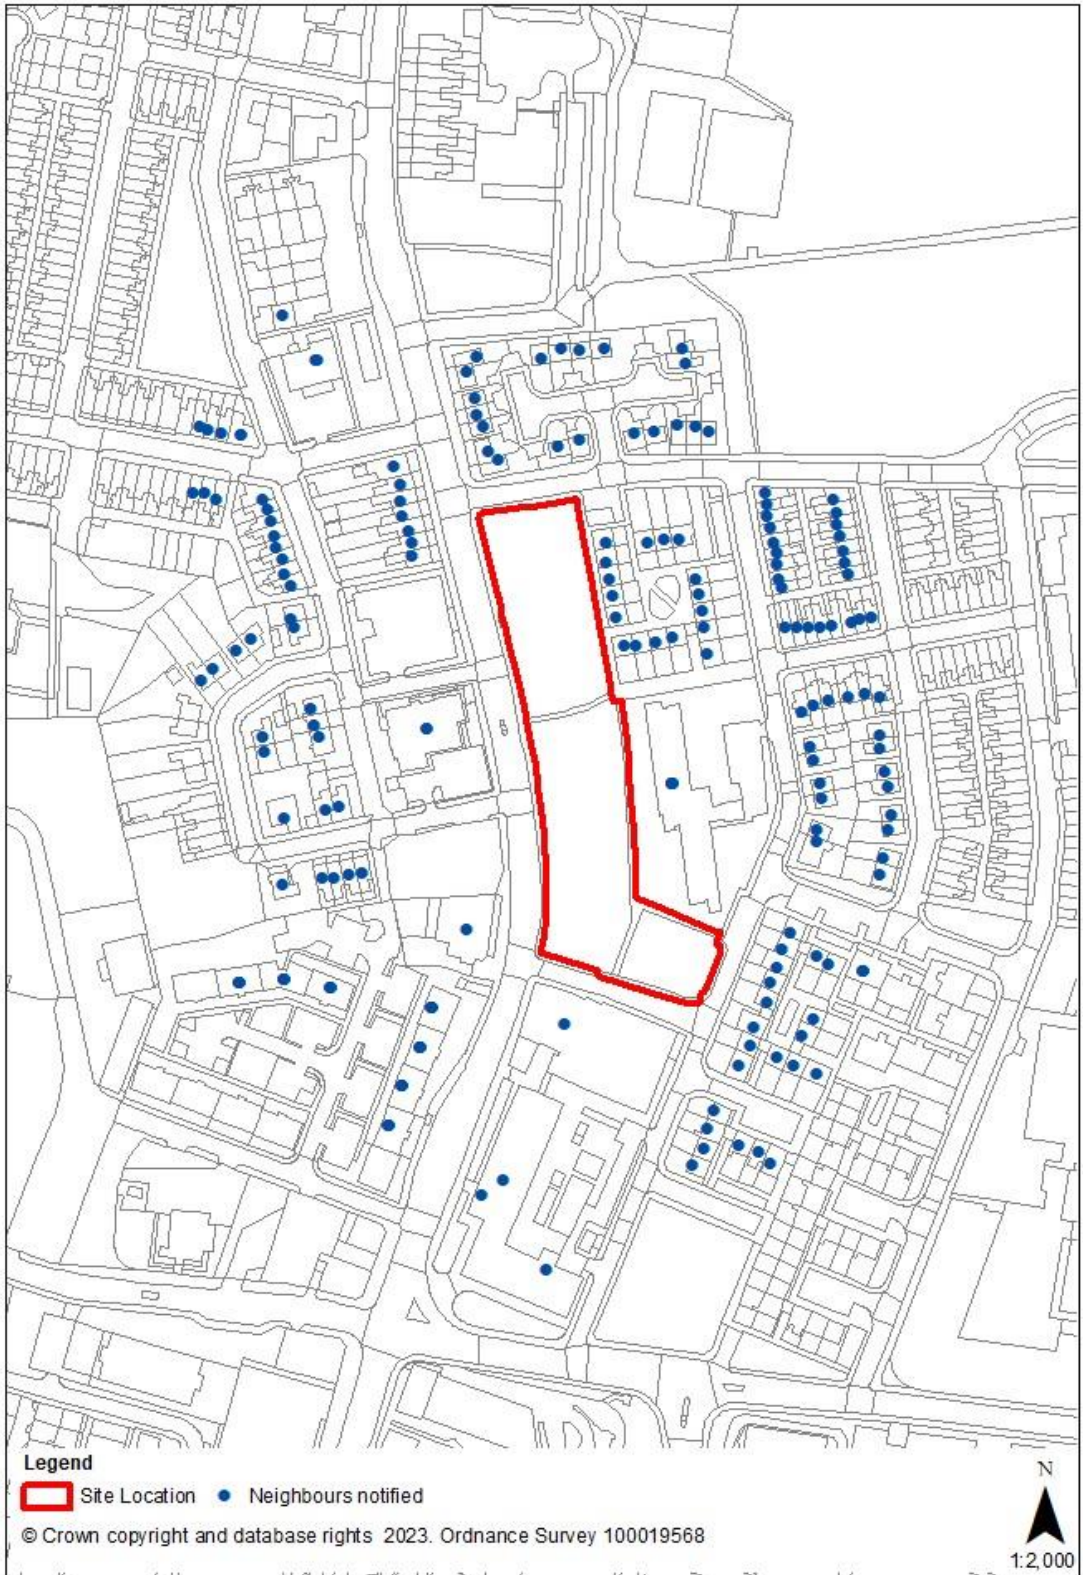 Legend
Site Location Neighbours notified
© Crown copyright and database rights 2023. Ordnance Survey 100019568
N
1:2,000